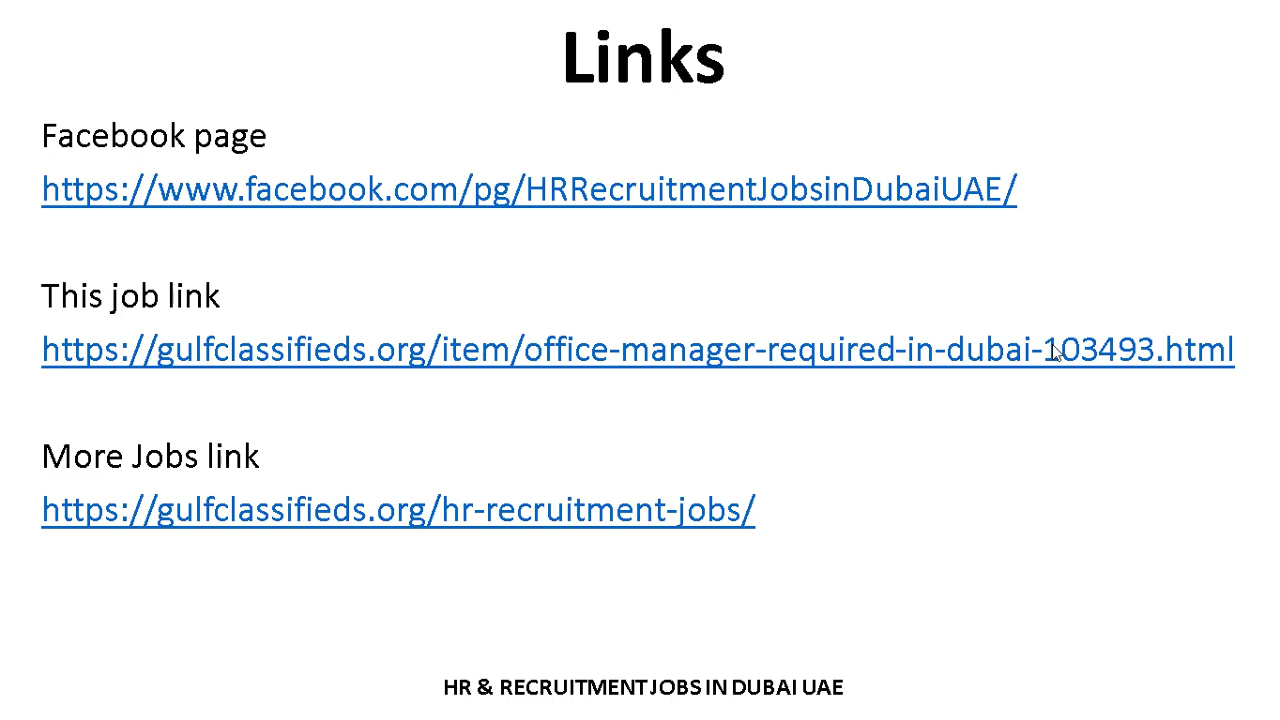 Links
Facebook page
https://www.facebook.com/pg/HRRecruitmentJobsinDubaiUAE/
This job link
https://gulfclassifieds.org/item/office-manager-required-in-dubai-103493.html
More Jobs link
https://gulfclassifieds.org/hr-recruitment-jobs/
HR & RECRUITMENT JOBS IN DUBAI UAE